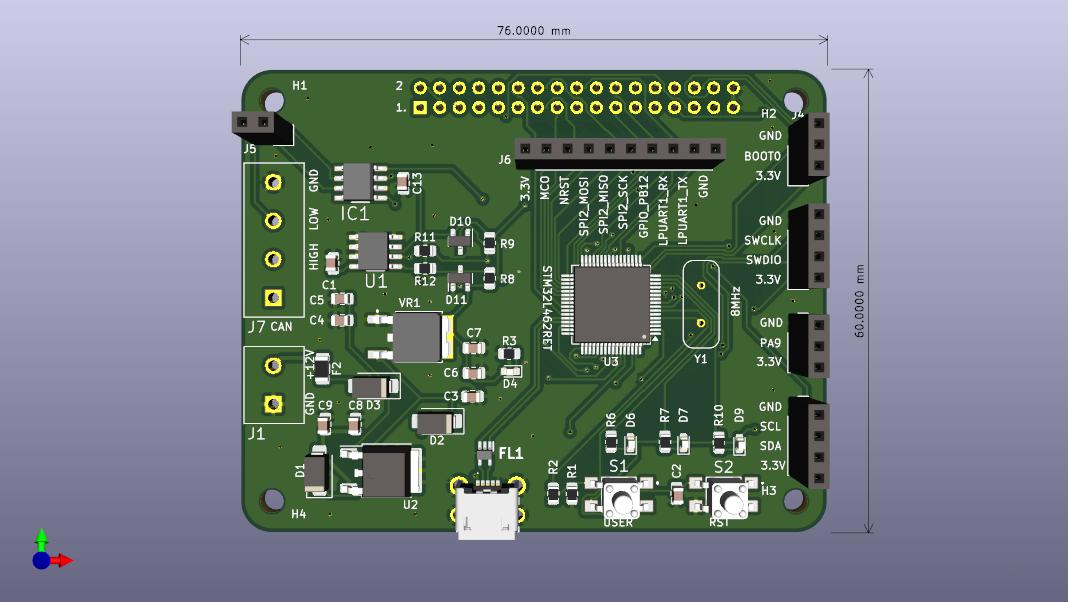 76.0000 mm
60.0000 mm
H1
2
1.
H2
J4
GND
BOOT0
3.3V
J5
J6
3.3V
MCO
NRST
SPI2_MOSI
SPI2_MISO
SPI2_SCK
GPIO_PB12
LPUART1_RX
LPUART1_TX
GND
GND
LOW
HIGH
J7 CAN
IC1
C13
U1
C1
C5
C4
R11
R12
D10
D11
R9
R8
GND
SWCLK
SWDIO
3.3V
STM32L462RET
U3
8MHz
Y1
VR1
C7
C6
C3
R3
D4
GND
PA9
3.3V
+12V
GND
J1
F2
C9
C8
D3
D2
D1
U2
FL1
R2
R1
R6
D6
R7
D7
R10
D9
S1
USER
C2
S2
RST
GND
SCL
SDA
3.3V
H3
H4